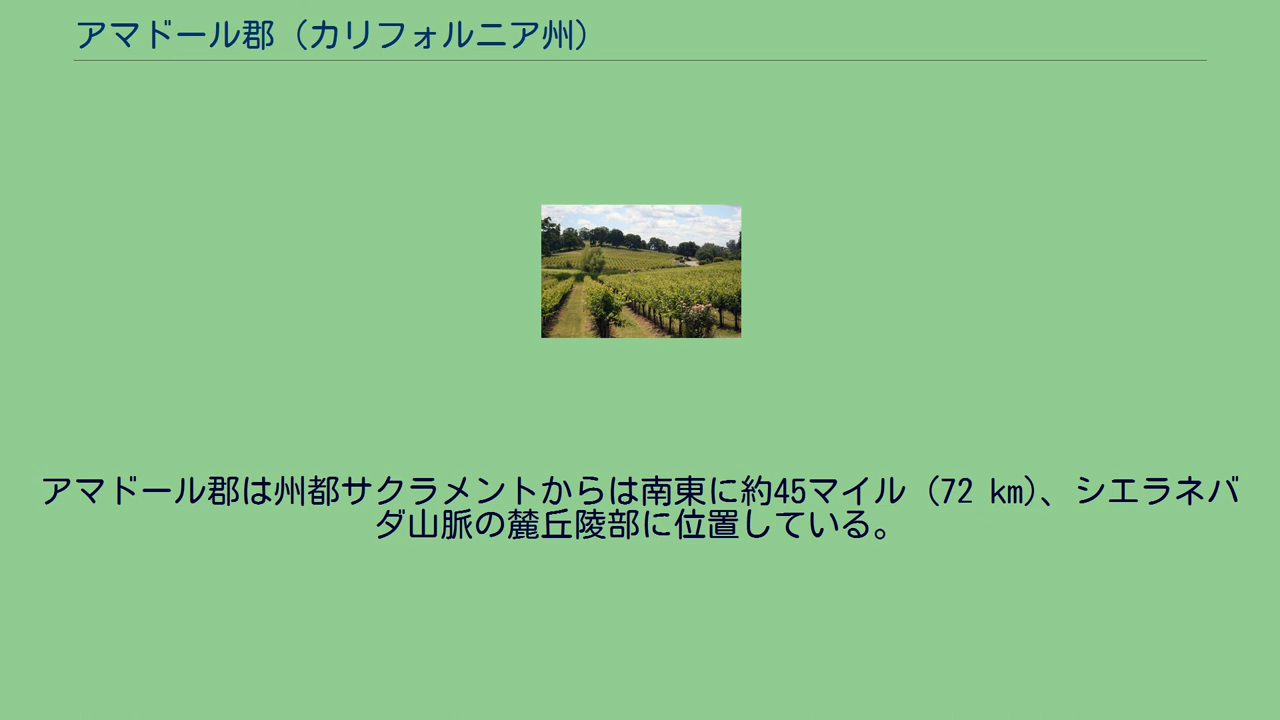 アマドール郡（カリフォルニア州）
アマドール郡は州都サクラメントからは南東に約45マイル (72 km)、シエラネバ
ダ山脈の麓丘陵部に位置している。